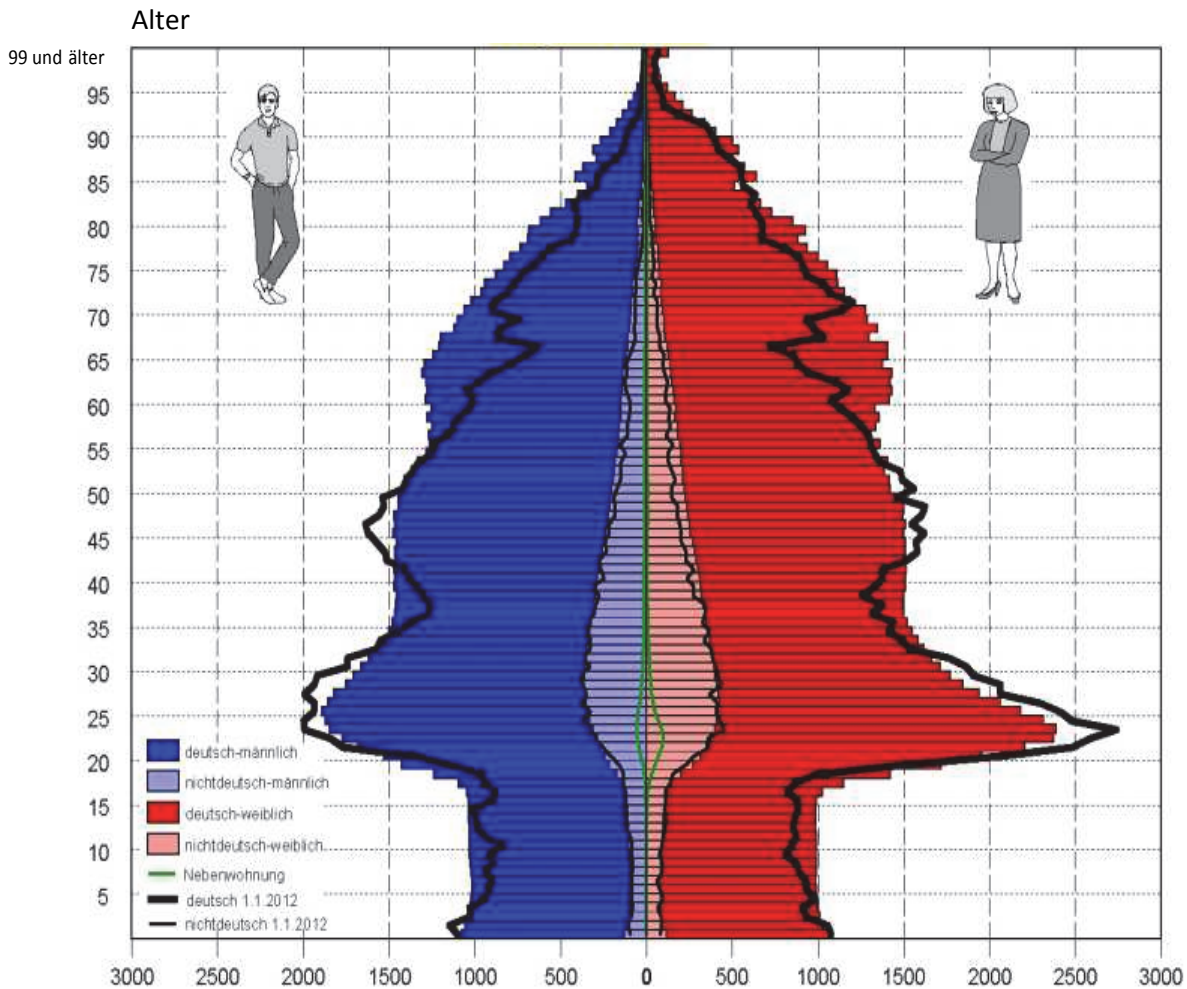 Alter
99 und älter
95
90
85
80
75
70
65
60
55
50
45
40
35
30
25
20
15
10
5
deutsch-männlich
nichtdeutsch-männlich
deutsch-weiblich
nichtdeutsch-weiblich
Nebenwohnung
deutsch 1.1.2012
nichtdeutsch 1.1.2012
3000 2500 2000 1500 1000 500 0 500 1000 1500 2000 2500 3000